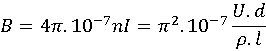 B = 4π.10⁻⁷nI = π².10⁻⁷ U.d/ρ.l